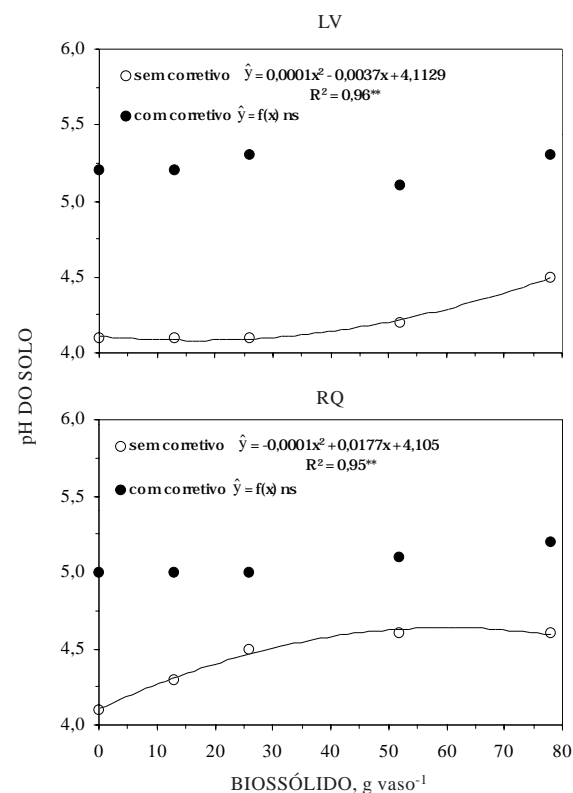 LV
6,0
○ sem corretivo ŷ = 0,0001x² - 0,0037x + 4,1129
R² = 0,96**
● com corretivo ŷ = f(x) ns
5,5
5,0
4,5
4,0
pH DO SOLO
RQ
6,0
○ sem corretivo ŷ = -0,0001x² + 0,0177x + 4,105
R² = 0,95**
● com corretivo ŷ = f(x) ns
5,5
5,0
4,5
4,0
0 10 20 30 40 50 60 70 80
BIOSSÓLIDO, g vaso⁻¹